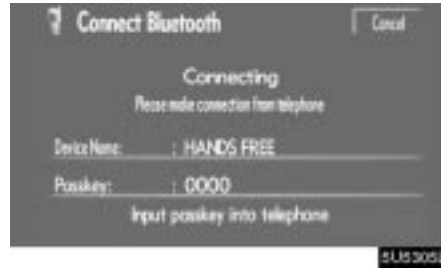 Connect Bluetooth
Cancel
Connecting
Please make connection from telephone
Device Name: : HANDS FREE
Passkey: : 0000
Input passkey into telephone
5US305